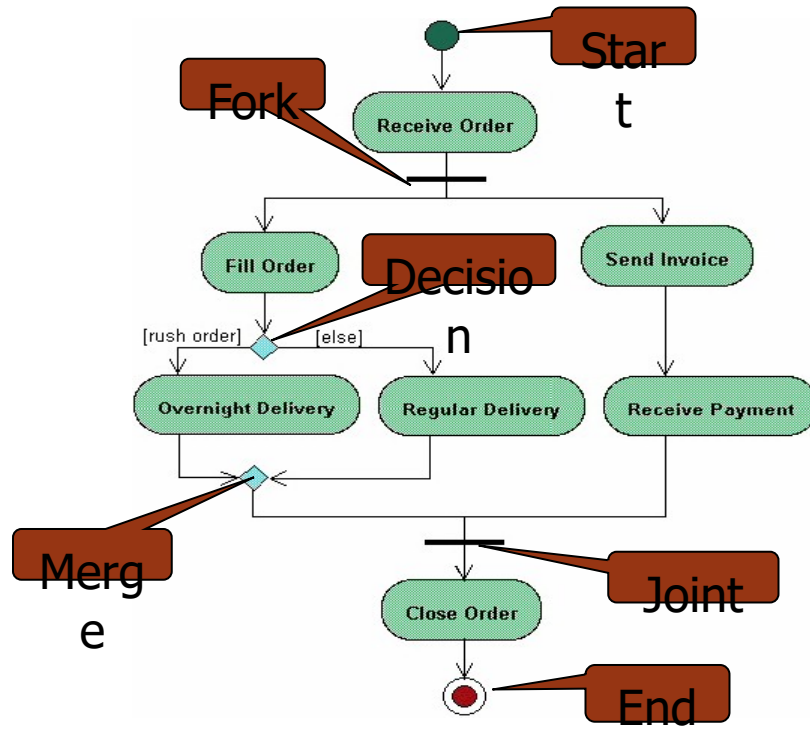 Star
t
Fork
Receive Order
Fill Order
Send Invoice
Decisio
n
[rush order]
[else]
Overnight Delivery
Regular Delivery
Receive Payment
Merg
e
Joint
Close Order
End